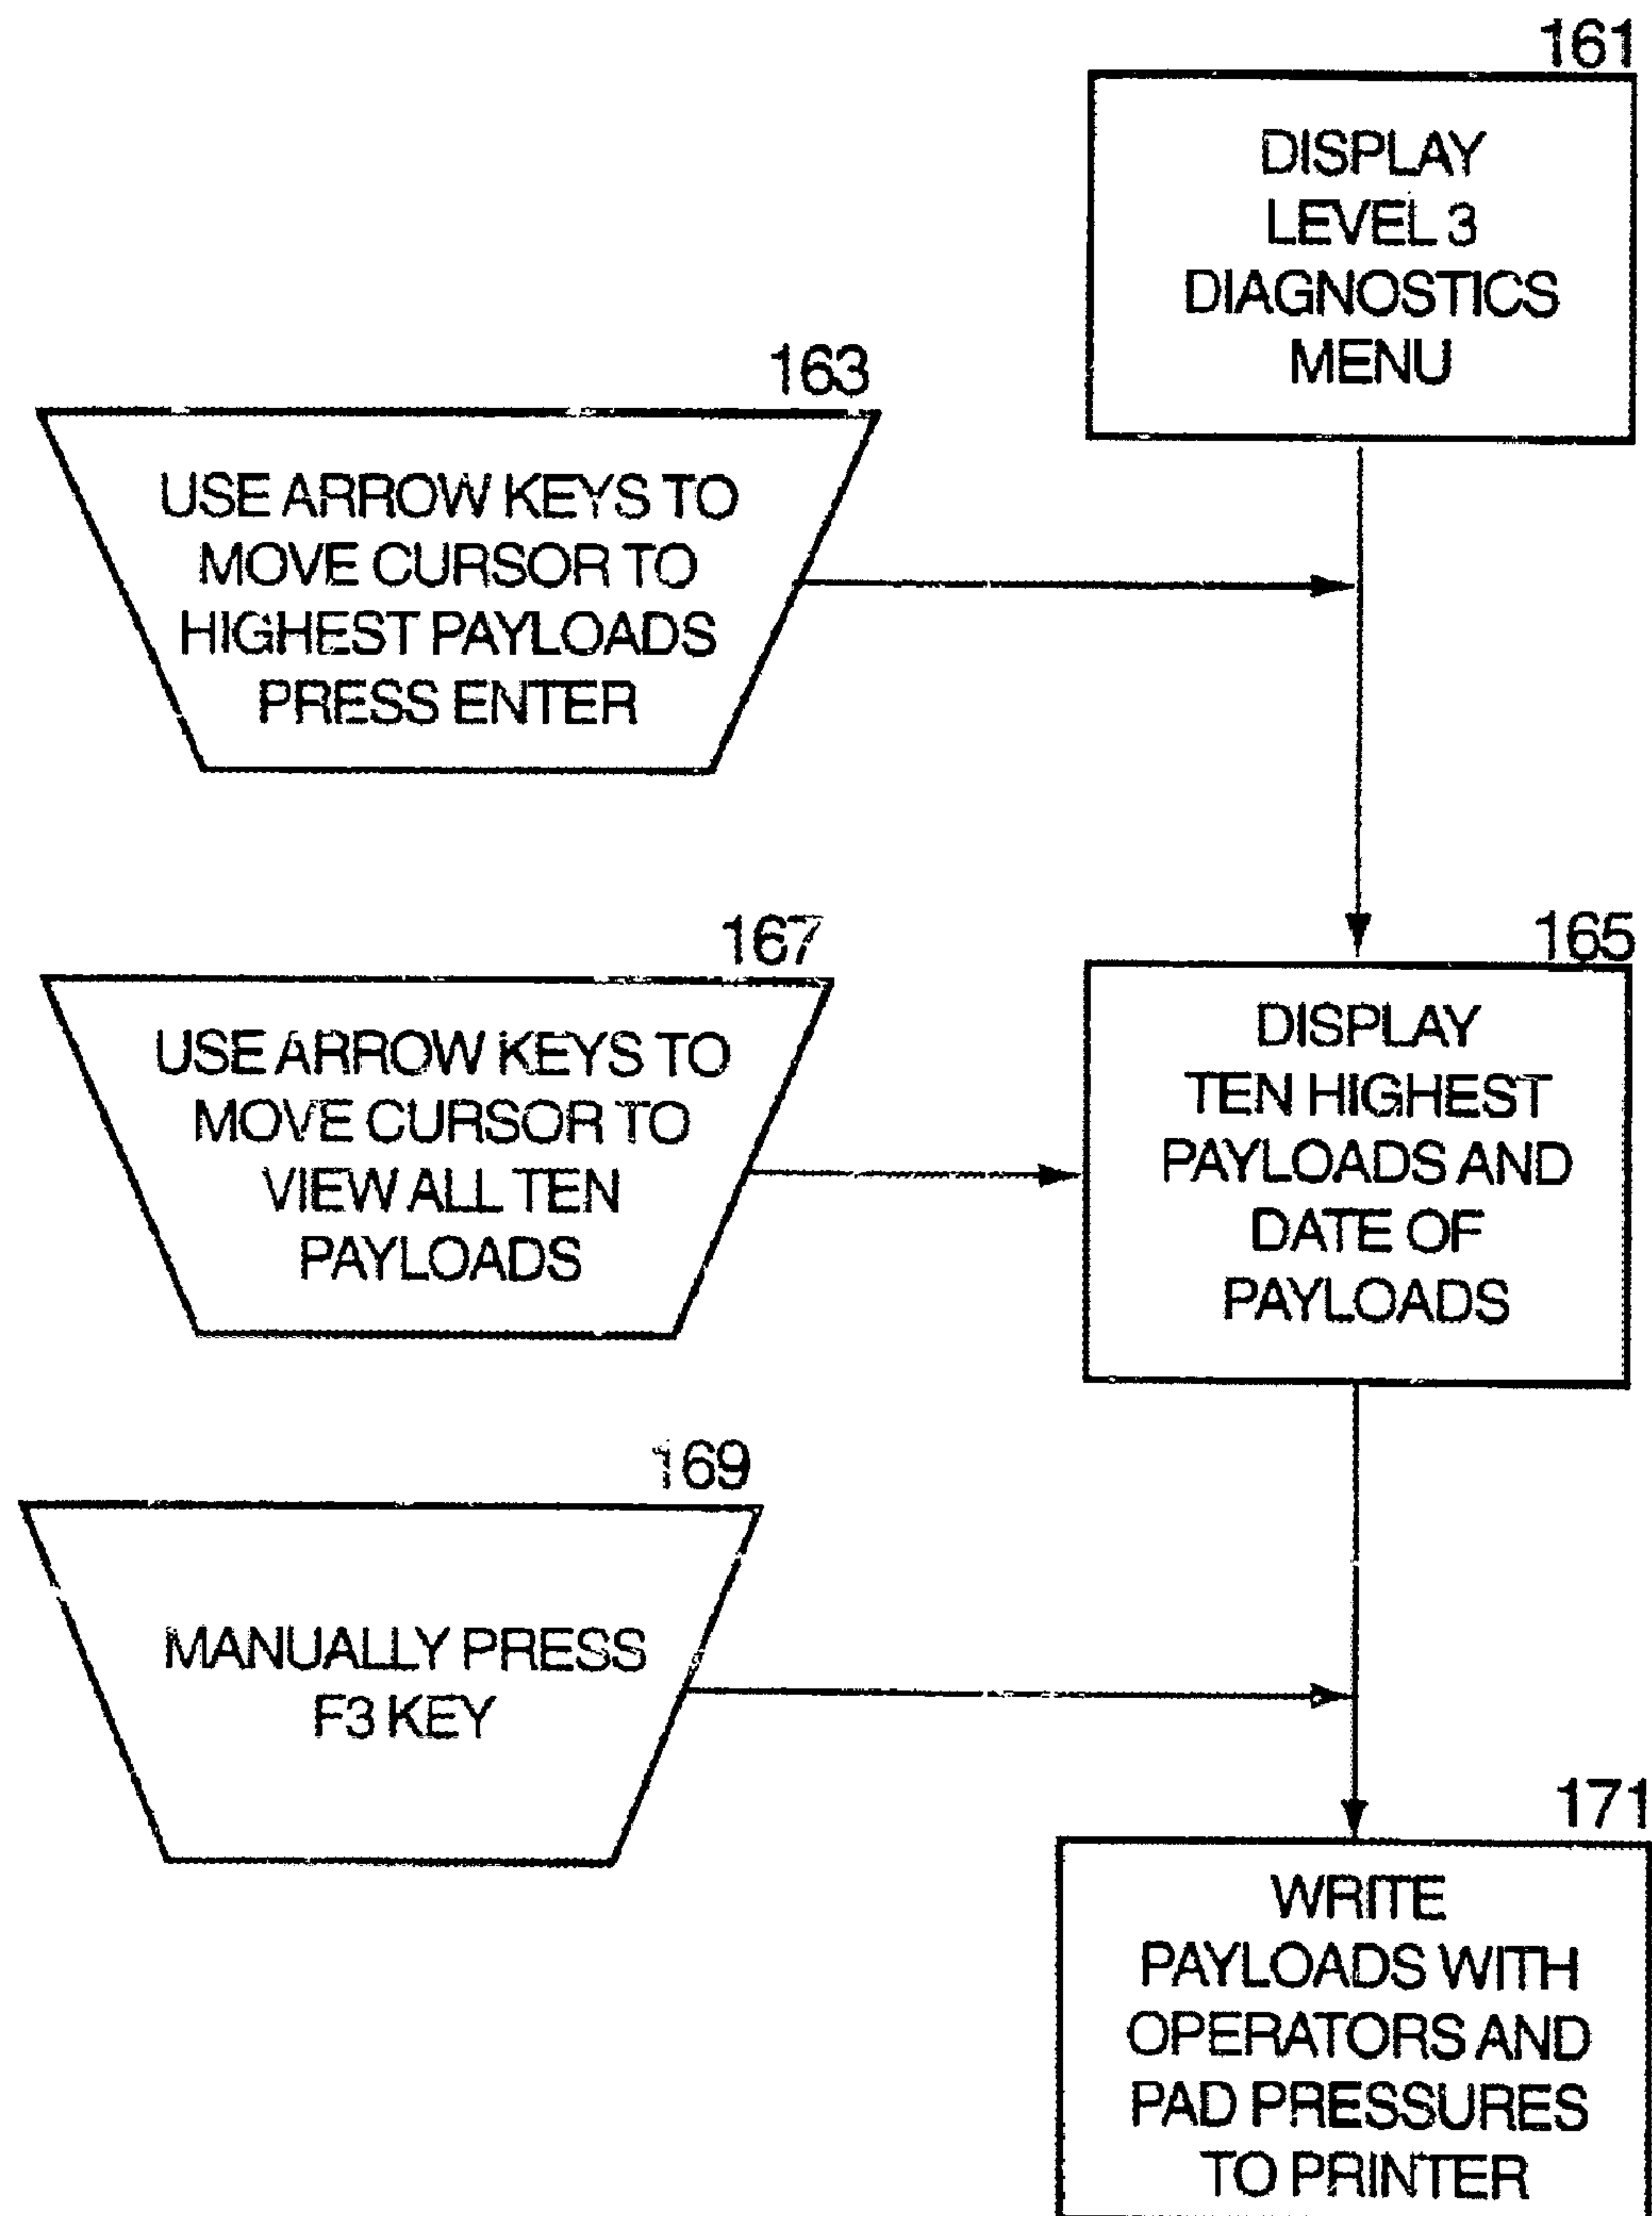 161
DISPLAY
LEVEL 3
DIAGNOSTICS
MENU
163
USE ARROW KEYS TO
MOVE CURSOR TO
HIGHEST PAYLOADS
PRESS ENTER
167
USE ARROW KEYS TO
MOVE CURSOR TO
VIEW ALL TEN
PAYLOADS
165
DISPLAY
TEN HIGHEST
PAYLOADS AND
DATE OF
PAYLOADS
169
MANUALLY PRESS
F3 KEY
171
WRITE
PAYLOADS WITH
OPERATORS AND
PAD PRESSURES
TO PRINTER